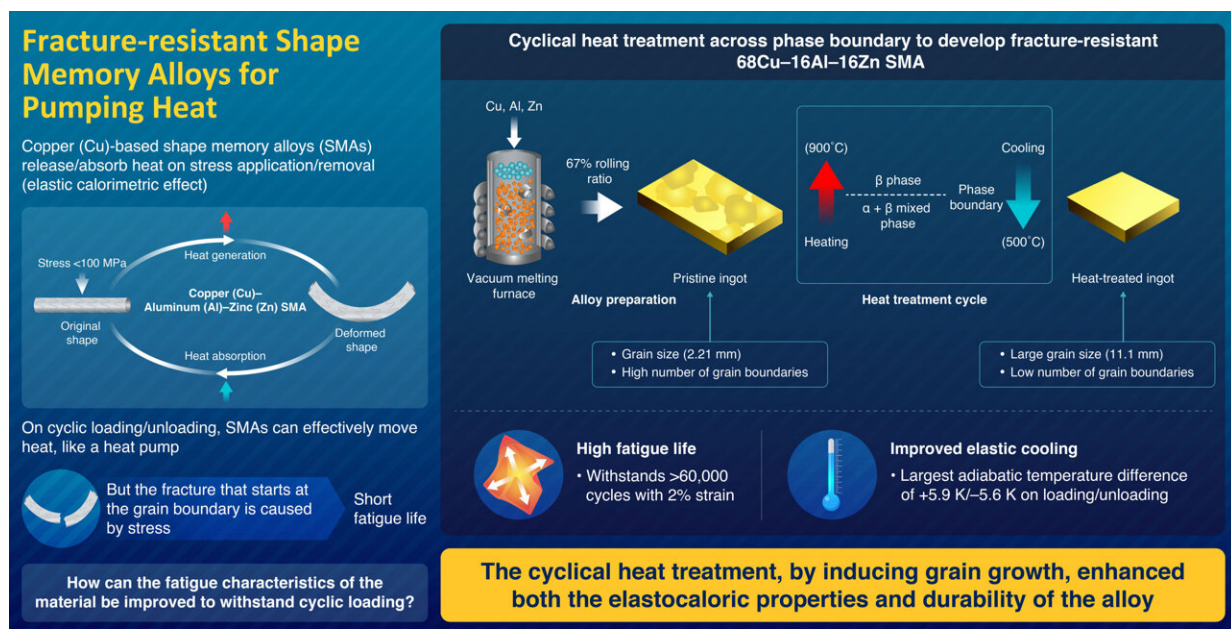 Fracture-resistant Shape
Memory Alloys for
Pumping Heat
Copper (Cu)-based shape memory alloys (SMAs)
release/absorb heat on stress application/removal
(elastic calorimetric effect)
Stress <100 MPa
Heat generation
Copper (Cu)–
Aluminum (Al)–Zinc (Zn) SMA
Original
shape
Deformed
shape
Heat absorption
On cyclic loading/unloading, SMAs can effectively move
heat, like a heat pump
But the fracture that starts at
the grain boundary is caused
by stress
Short
fatigue life
How can the fatigue characteristics of the
material be improved to withstand cyclic loading?
Cyclical heat treatment across phase boundary to develop fracture-resistant
68Cu–16Al–16Zn SMA
Cu, Al, Zn
67% rolling
ratio
Vacuum melting
furnace
Pristine ingot
Alloy preparation
(900°C)
Heating
β phase
α + β mixed
phase
Phase
boundary
Cooling
(500°C)
Heat treatment cycle
Heat-treated ingot
• Grain size (2.21 mm)
• High number of grain boundaries
• Large grain size (11.1 mm)
• Low number of grain boundaries
High fatigue life
• Withstands >60,000
cycles with 2% strain
Improved elastic cooling
• Largest adiabatic temperature difference
of +5.9 K/–5.6 K on loading/unloading
The cyclical heat treatment, by inducing grain growth, enhanced
both the elastocaloric properties and durability of the alloy